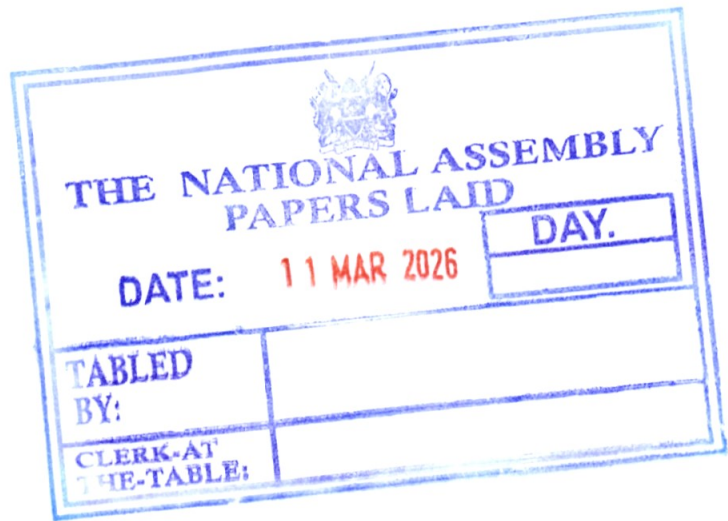 THE NATIONAL ASSEMBLY
PAPERS LAID
DATE: 11 MAR 2026
DAY.
TABLED
BY:
CLERK-AT
THE-TABLE: